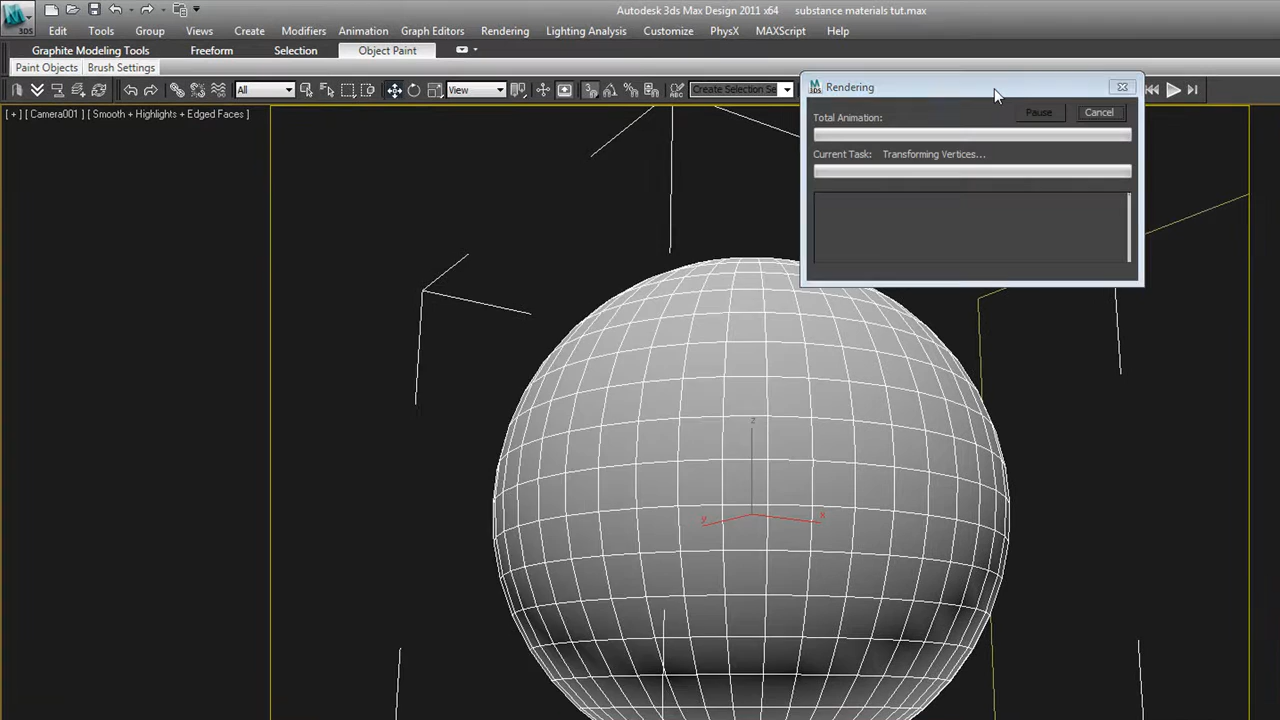 Autodesk 3ds Max Design 2011 x64 substance materials tut.max
3DS
Edit Tools Group Views Create Modifiers Animation Graph Editors Rendering Lighting Analysis Customize PhysX MAXScript Help
Graphite Modeling Tools Freeform Selection Object Paint
Paint Objects Brush Settings
All View Create Selection Se
ABC
Rendering
Pause Cancel
Total Animation:
Current Task: Transforming Vertices...
[ + ] [ Camera001 ] [ Smooth + Highlights + Edged Faces ]
z
y x